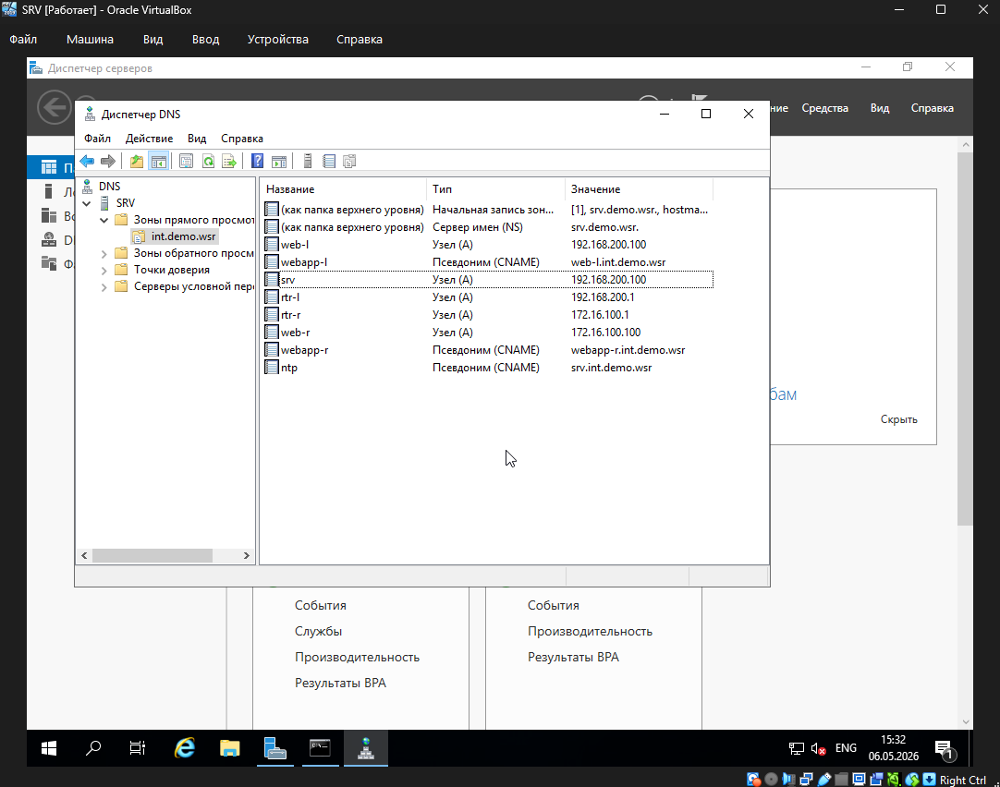 SRV [Работает] - Oracle VirtualBox
Файл Машина Вид Ввод Устройства Справка
Диспетчер серверов
ние Средства Вид Справка
Диспетчер DNS
Файл Действие Вид Справка
DNS
SRV
Зоны прямого просмот
int.demo.wsr
Зоны обратного просм
Точки доверия
Серверы условной пере
Название Тип Значение
(как папка верхнего уровня) Начальная запись зон... [1], srv.demo.wsr., hostma...
(как папка верхнего уровня) Сервер имен (NS) srv.demo.wsr.
web-l Узел (A) 192.168.200.100
webapp-l Псевдоним (CNAME) web-l.int.demo.wsr
srv Узел (A) 192.168.200.100
rtr-l Узел (A) 192.168.200.1
rtr-r Узел (A) 172.16.100.1
web-r Узел (A) 172.16.100.100
webapp-r Псевдоним (CNAME) webapp-r.int.demo.wsr
ntp Псевдоним (CNAME) srv.int.demo.wsr
бам
Скрыть
События
Службы
Производительность
Результаты BPA
События
Производительность
Результаты BPA
ENG
15:32
06.05.2026
1
Right Ctrl